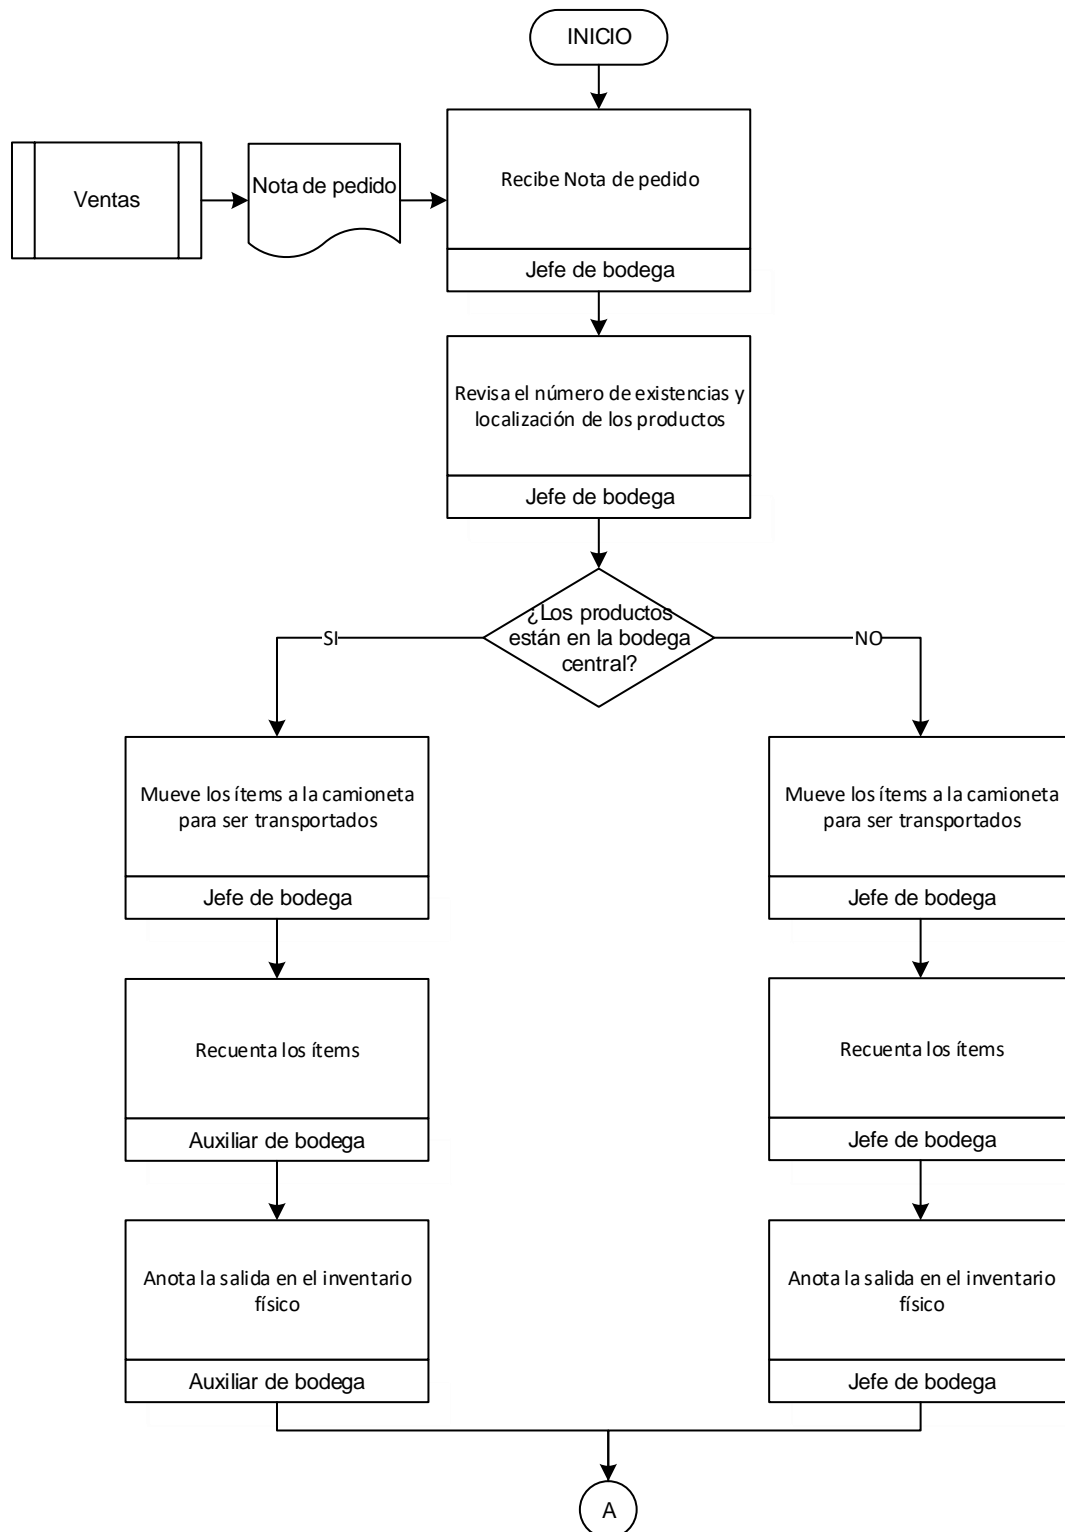 INICIO
Ventas
Nota de pedido
Recibe Nota de pedido
Jefe de bodega
Revisa el número de existencias y
localización de los productos
Jefe de bodega
¿Los productos
están en la bodega
central?
SI
NO
Mueve los ítems a la camioneta
para ser transportados
Jefe de bodega
Mueve los ítems a la camioneta
para ser transportados
Jefe de bodega
Recuenta los ítems
Auxiliar de bodega
Recuenta los ítems
Jefe de bodega
Anota la salida en el inventario
físico
Auxiliar de bodega
Anota la salida en el inventario
físico
Jefe de bodega
A